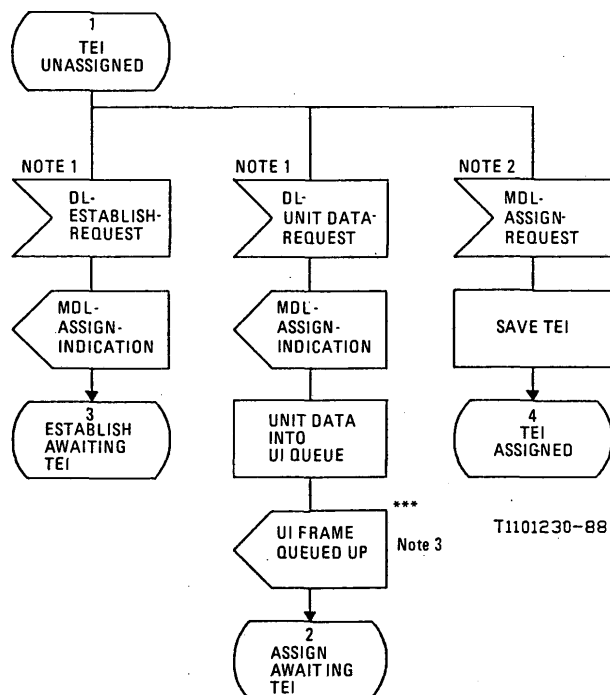 1
TEI
UNASSIGNED
NOTE 1
DL-
ESTABLISH-
REQUEST
MDL-
ASSIGN-
INDICATION
3
ESTABLISH
AWAITING
TEI
NOTE 1
DL-
UNIT DATA-
REQUEST
MDL-
ASSIGN-
INDICATION
UNIT DATA
INTO
UI QUEUE
UI FRAME
QUEUED UP
***
Note 3
2
ASSIGN
AWAITING
TEI
NOTE 2
MDL-
ASSIGN-
REQUEST
SAVE TEI
4
TEI
ASSIGNED
T1101230-88